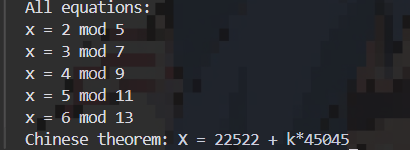 All equations:
x = 2 mod 5
x = 3 mod 7
x = 4 mod 9
x = 5 mod 11
x = 6 mod 13
Chinese theorem: X = 22522 + k*45045